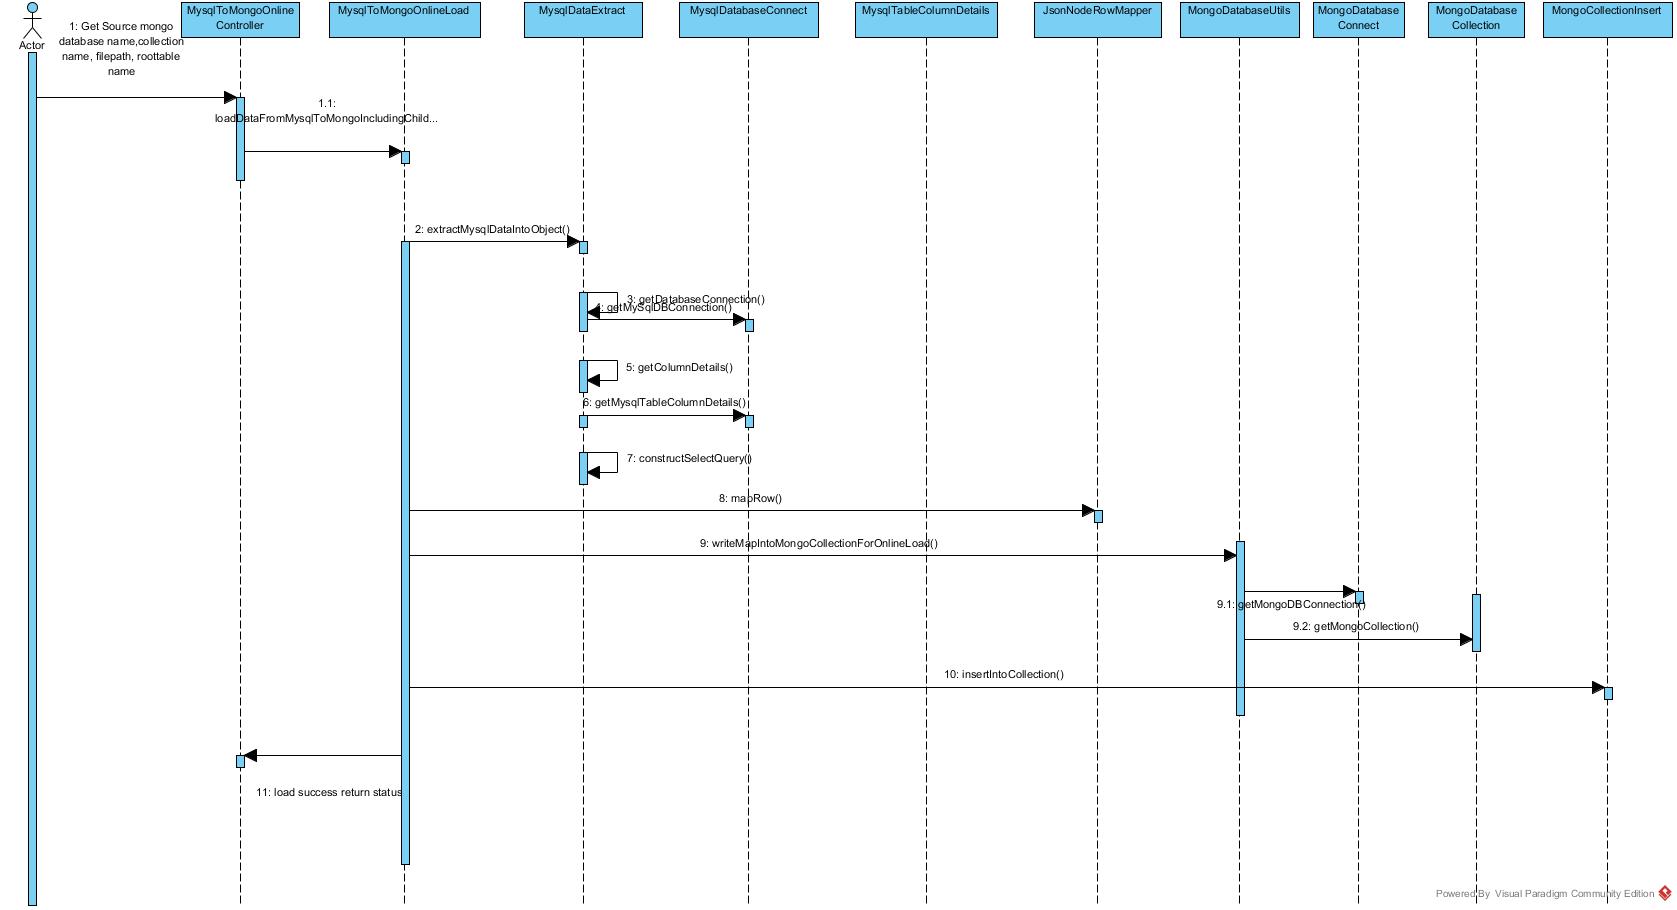 MysqlToMongoOnline
Controller
MysqlToMongoOnlineLoad
MysqlDataExtract
MysqlDatabaseConnect
MysqlTableColumnDetails
JsonNodeRowMapper
MongoDatabaseUtils
MongoDatabase
Connect
MongoDatabase
Collection
MongoCollectionInsert
Actor
1: Get Source mongo
database name,collection
name, filepath, roottable
name
1.1:
loadDataFromMysqlToMongoIncludingChild...
2: extractMysqlDataIntoObject()
3: getDatabaseConnection()
4: getMySqlDBConnection()
5: getColumnDetails()
6: getMysqlTableColumnDetails()
7: constructSelectQuery()
8: mapRow()
9: writeMapIntoMongoCollectionForOnlineLoad()
9.1: getMongoDBConnection()
9.2: getMongoCollection()
10: insertIntoCollection()
11: load success return status
Powered By Visual Paradigm Community Edition